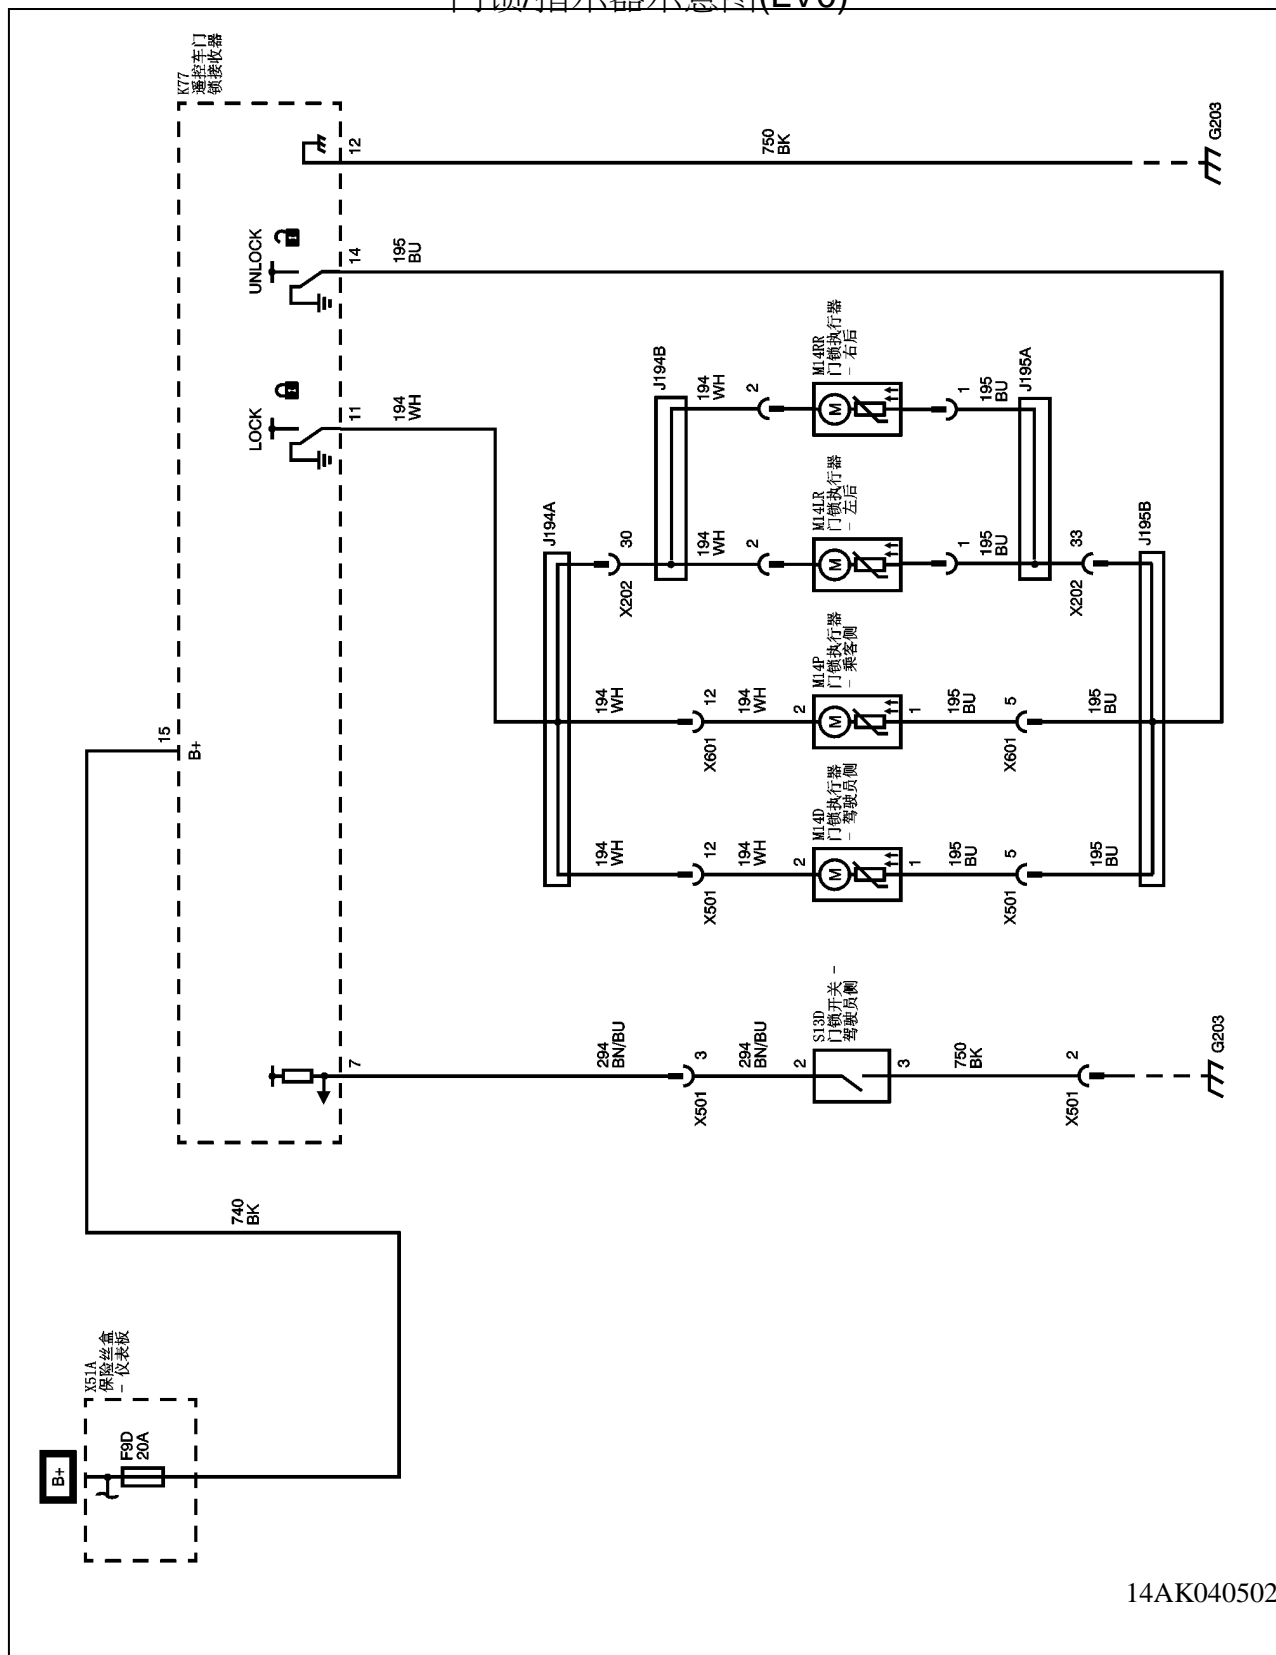 B+
X51A
保险丝盒
- 仪表板
F9D
20A
740
BK
15
B+
K77
遥控车门
锁接收器
LOCK
UNLOCK
7
11
14
12
194
WH
195
BU
750
BK
J194A
294
BN/BU
194
WH
194
WH
X202
30
J194B
X501
3
X501
12
X601
12
194
WH
194
WH
294
BN/BU
194
WH
194
WH
2
2
2
2
2
S13D
门锁开关 -
驾驶员侧
M14D
门锁执行器
- 驾驶员侧
M
M14P
门锁执行器
- 乘客侧
M
M14LR
门锁执行器
- 左后
M
M14RR
门锁执行器
- 右后
M
3
1
1
1
1
750
BK
195
BU
195
BU
195
BU
195
BU
X501
5
X601
5
J195A
X501
2
X202
33
195
BU
195
BU
J195B
G203
G203
14AK040502